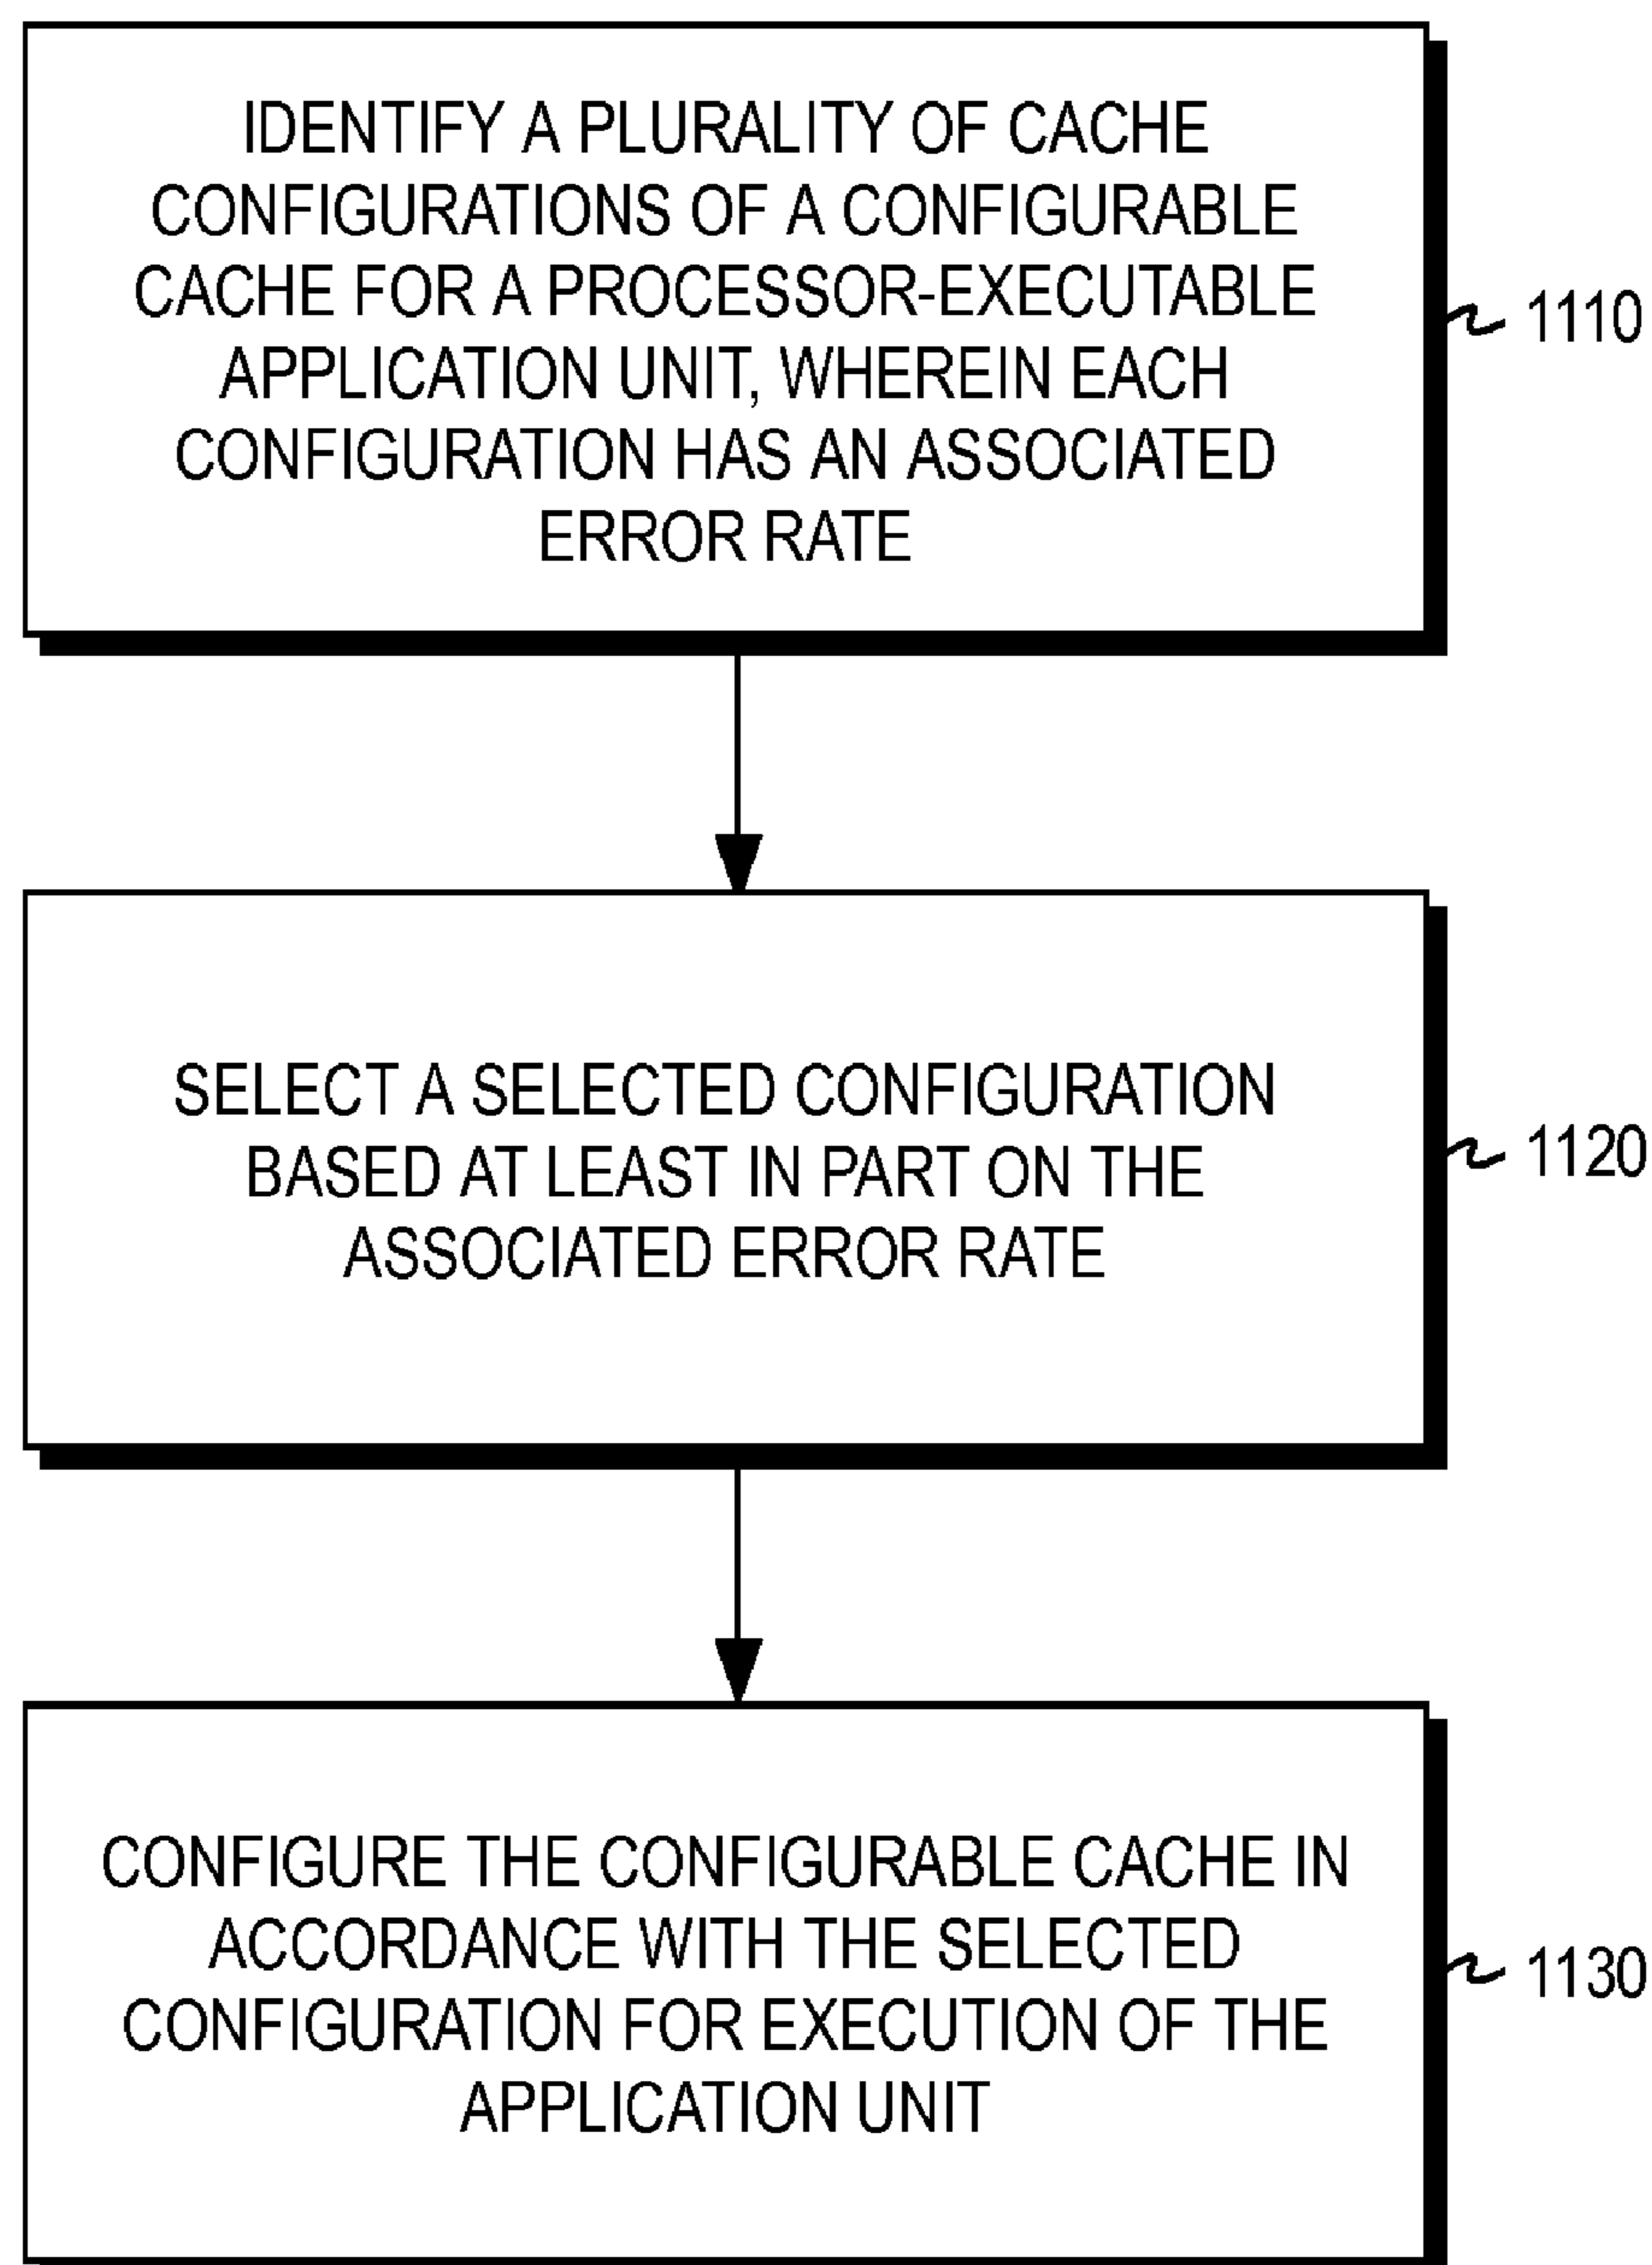 IDENTIFY A PLURALITY OF CACHE
CONFIGURATIONS OF A CONFIGURABLE
CACHE FOR A PROCESSOR-EXECUTABLE
APPLICATION UNIT, WHEREIN EACH
CONFIGURATION HAS AN ASSOCIATED
ERROR RATE
1110
SELECT A SELECTED CONFIGURATION
BASED AT LEAST IN PART ON THE
ASSOCIATED ERROR RATE
1120
CONFIGURE THE CONFIGURABLE CACHE IN
ACCORDANCE WITH THE SELECTED
CONFIGURATION FOR EXECUTION OF THE
APPLICATION UNIT
1130